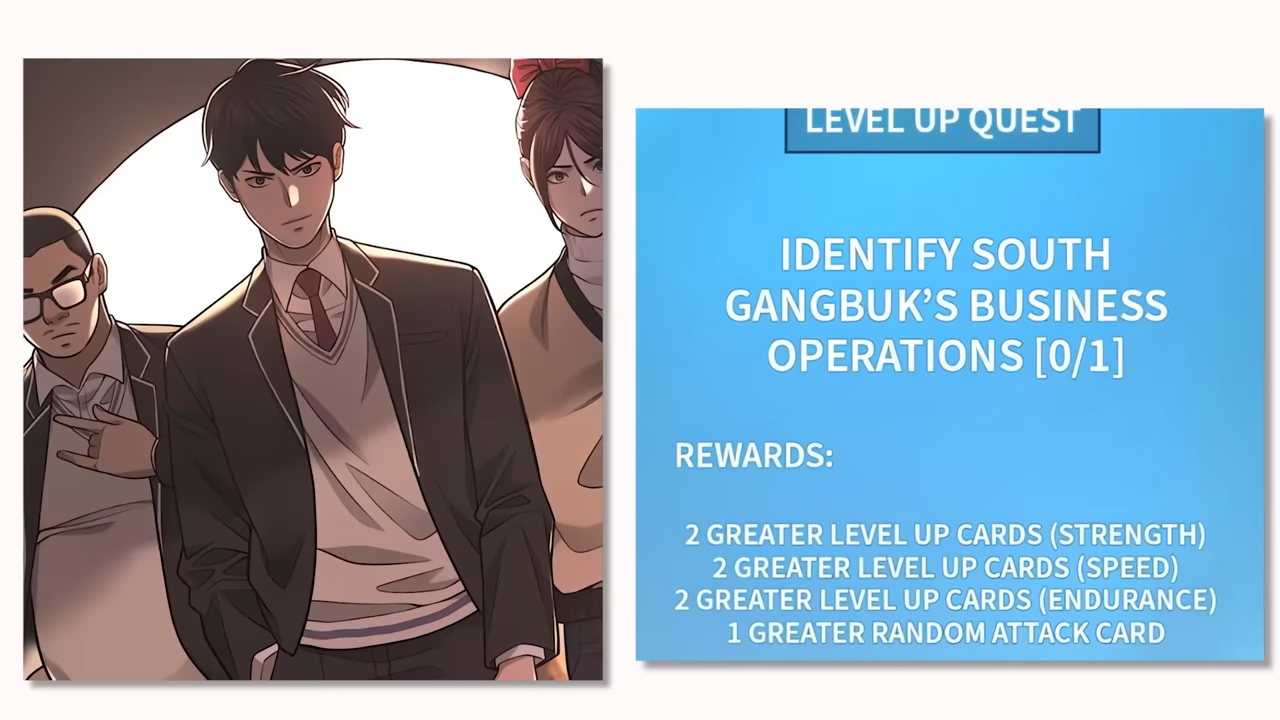 LEVEL UP QUEST
IDENTIFY SOUTH
GANGBUK’S BUSINESS
OPERATIONS [0/1]
REWARDS:
2 GREATER LEVEL UP CARDS (STRENGTH)
2 GREATER LEVEL UP CARDS (SPEED)
2 GREATER LEVEL UP CARDS (ENDURANCE)
1 GREATER RANDOM ATTACK CARD